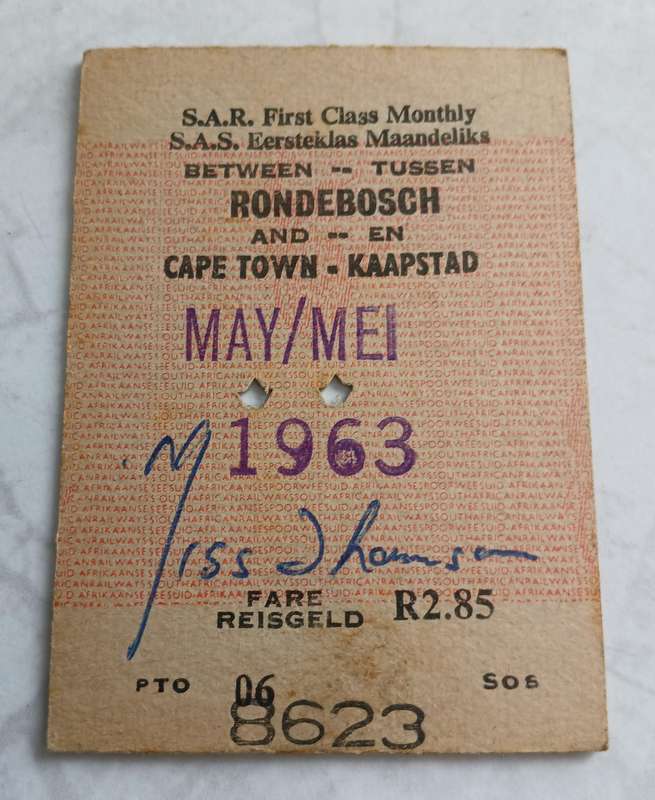 S.A.R. First Class Monthly
S.A.S. Eersteklas Maandeliks
BETWEEN -- TUSSEN
RONDEBOSCH
AND -- EN
CAPE TOWN - KAAPSTAD
MAY/MEI
1963
Miss Thomson
FARE
REISGELD R2.85
PTO 06 SOS
8623